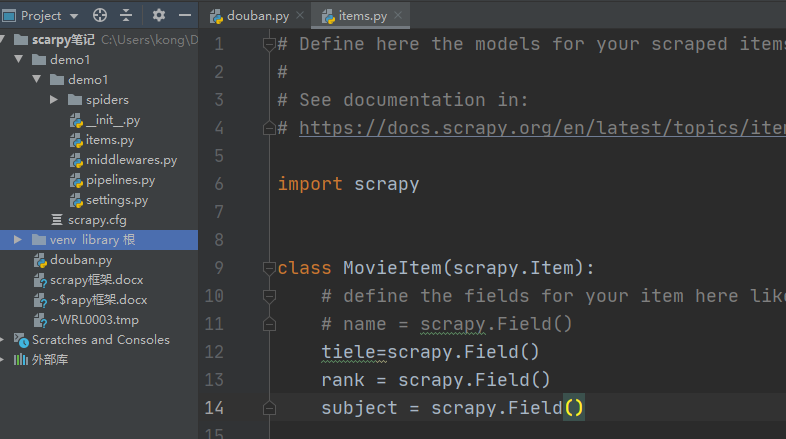 Project
scarpy笔记 C:\Users\kong\D
demo1
demo1
spiders
__init__.py
items.py
middlewares.py
pipelines.py
settings.py
scrapy.cfg
venv library 根
douban.py
scrapy框架.docx
~$rapy框架.docx
~WRL0003.tmp
Scratches and Consoles
外部库
douban.py
items.py
1 # Define here the models for your scraped items
2 #
3 # See documentation in:
4 # https://docs.scrapy.org/en/latest/topics/item
5
6 import scrapy
7
8
9 class MovieItem(scrapy.Item):
10 # define the fields for your item here lik
11 # name = scrapy.Field()
12 tiele=scrapy.Field()
13 rank = scrapy.Field()
14 subject = scrapy.Field()
15